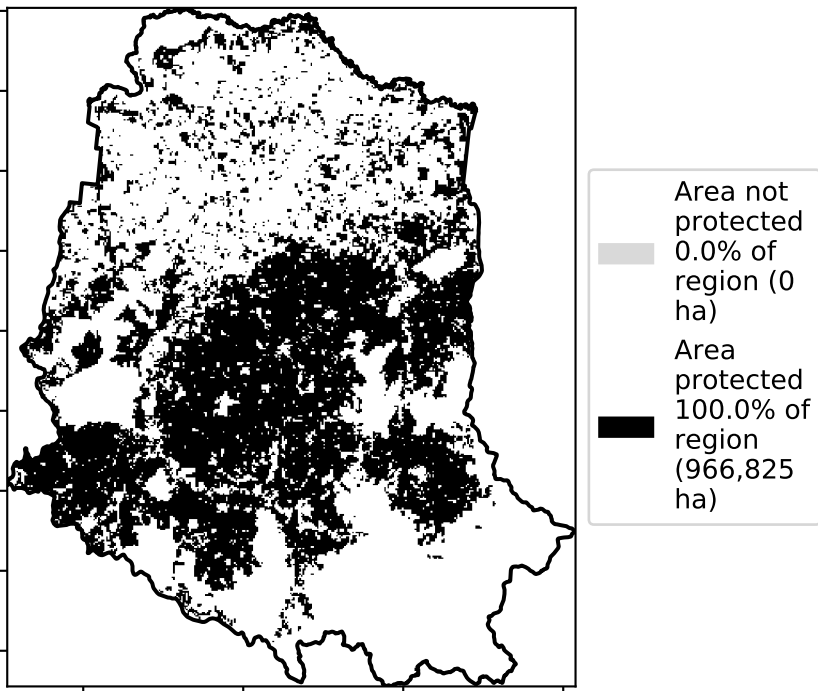 Area not
protected
0.0% of
region (0
ha)
Area
protected
100.0% of
region
(966,825
ha)